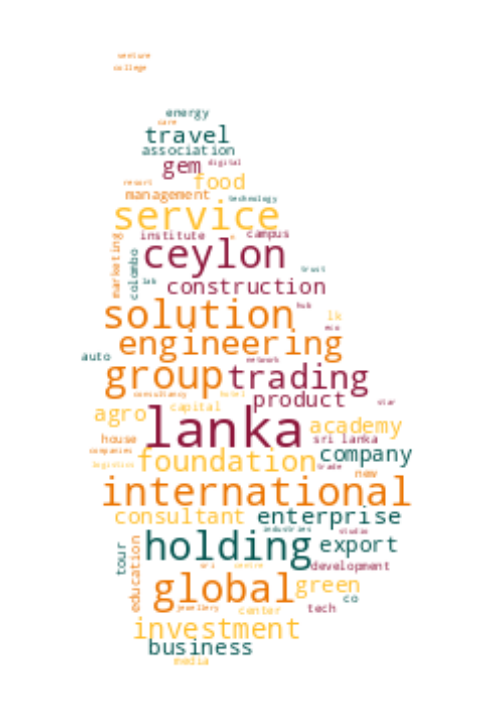 venture
college
energy
care
travel
association
gem digital
resort food
management technology
service
institute campus
marketing colombo
ceylon
trust
lab construction
hub
solution lk
eco
engineering
auto network
group trading
consultancy hotel product star
agro capital
lanka academy
house sri lanka
companies company
foundation
logistics trade new
international
consultant enterprise
industries studio
holding export
tour education
sri centre development
global green
co
jewellery center tech
investment
business
media